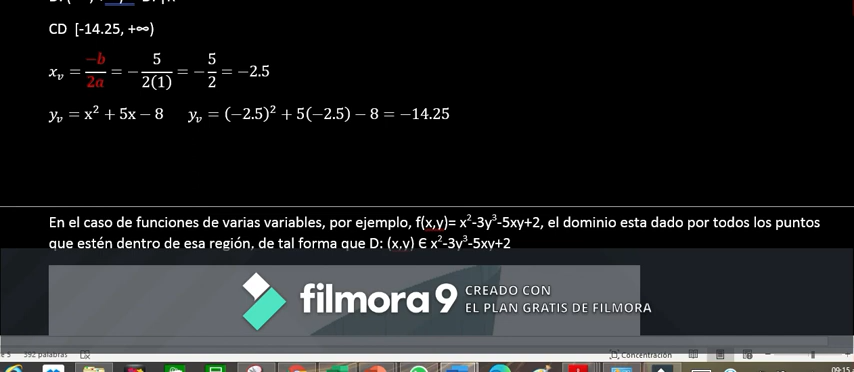 CD [-14.25, +∞)
xᵥ = −b/2a = − 5/2(1) = − 5/2 = −2.5
yᵥ = x² + 5x − 8 yᵥ = (−2.5)² + 5(−2.5) − 8 = −14.25
En el caso de funciones de varias variables, por ejemplo, f(x,y)= x²-3y³-5xy+2, el dominio esta dado por todos los puntos
que estén dentro de esa región, de tal forma que D: (x,y) Є x²-3y³-5xy+2
filmora9 CREADO CON
EL PLAN GRATIS DE FILMORA
392 palabras Concentración
09:15